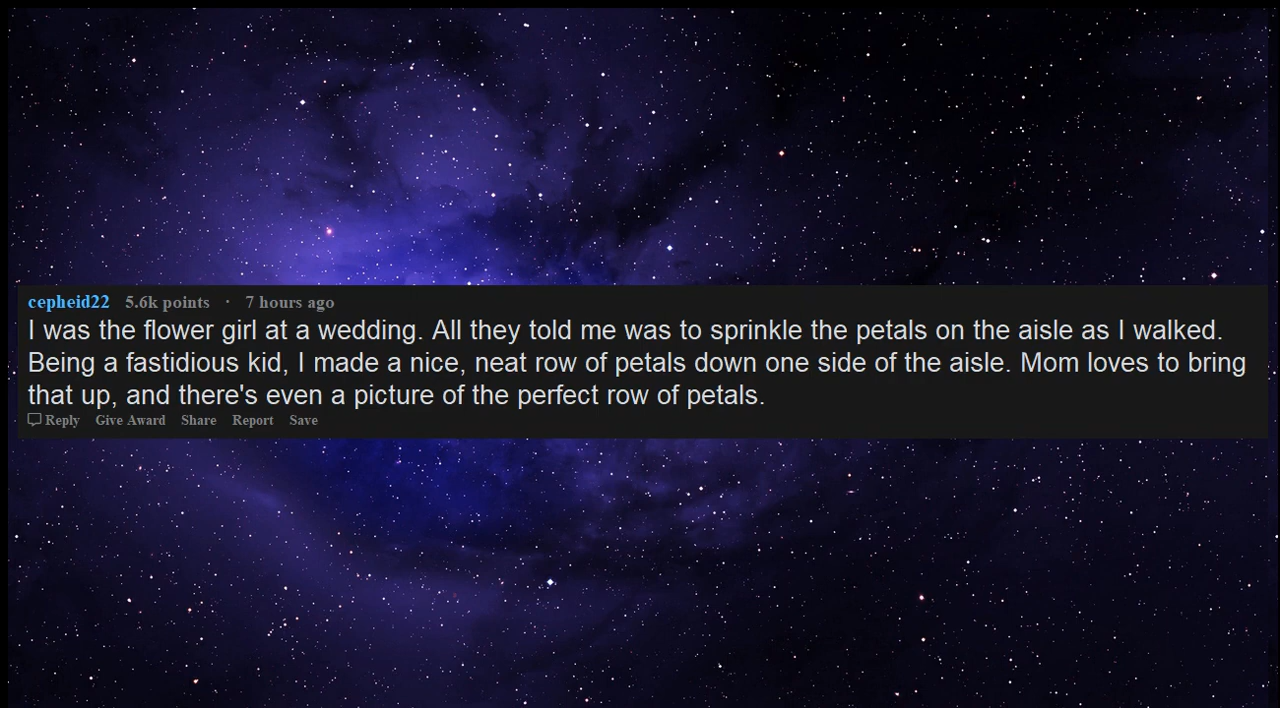 cepheid22 5.6k points · 7 hours ago
I was the flower girl at a wedding. All they told me was to sprinkle the petals on the aisle as I walked.
Being a fastidious kid, I made a nice, neat row of petals down one side of the aisle. Mom loves to bring
that up, and there's even a picture of the perfect row of petals.
Reply Give Award Share Report Save